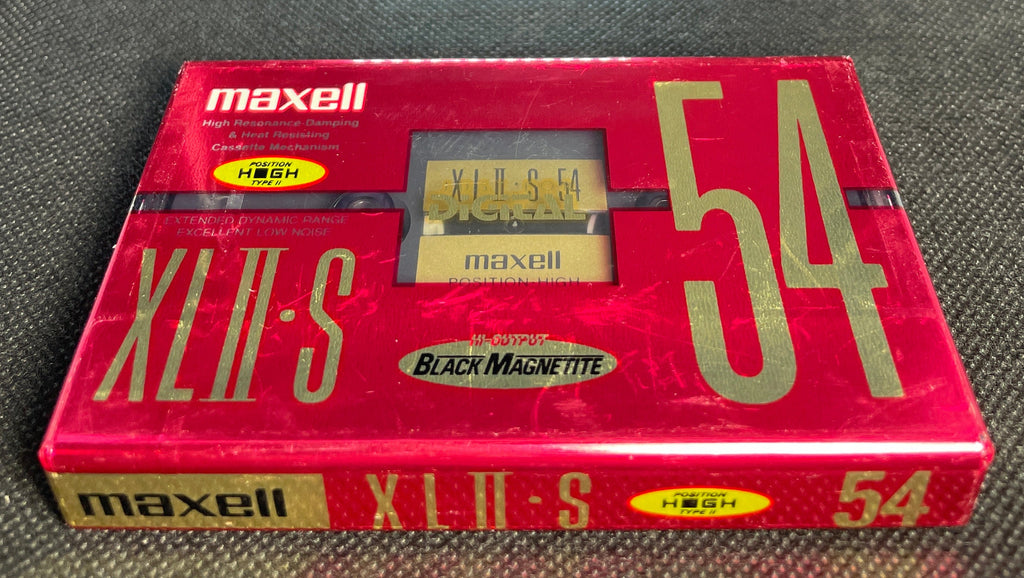 maxell
High Resonance-Damping
& Heat Resisting
Cassette Mechanism
POSITION
HIGH
TYPE II
EXTENDED DYNAMIC RANGE
EXCELLENT LOW NOISE
XLII·S
XLII·S 54
DIGITAL
maxell
POSITION·HIGH
54
HI-OUTPUT
BLACK MAGNETITE
maxell
XLII·S
POSITION
HIGH
TYPE II
54